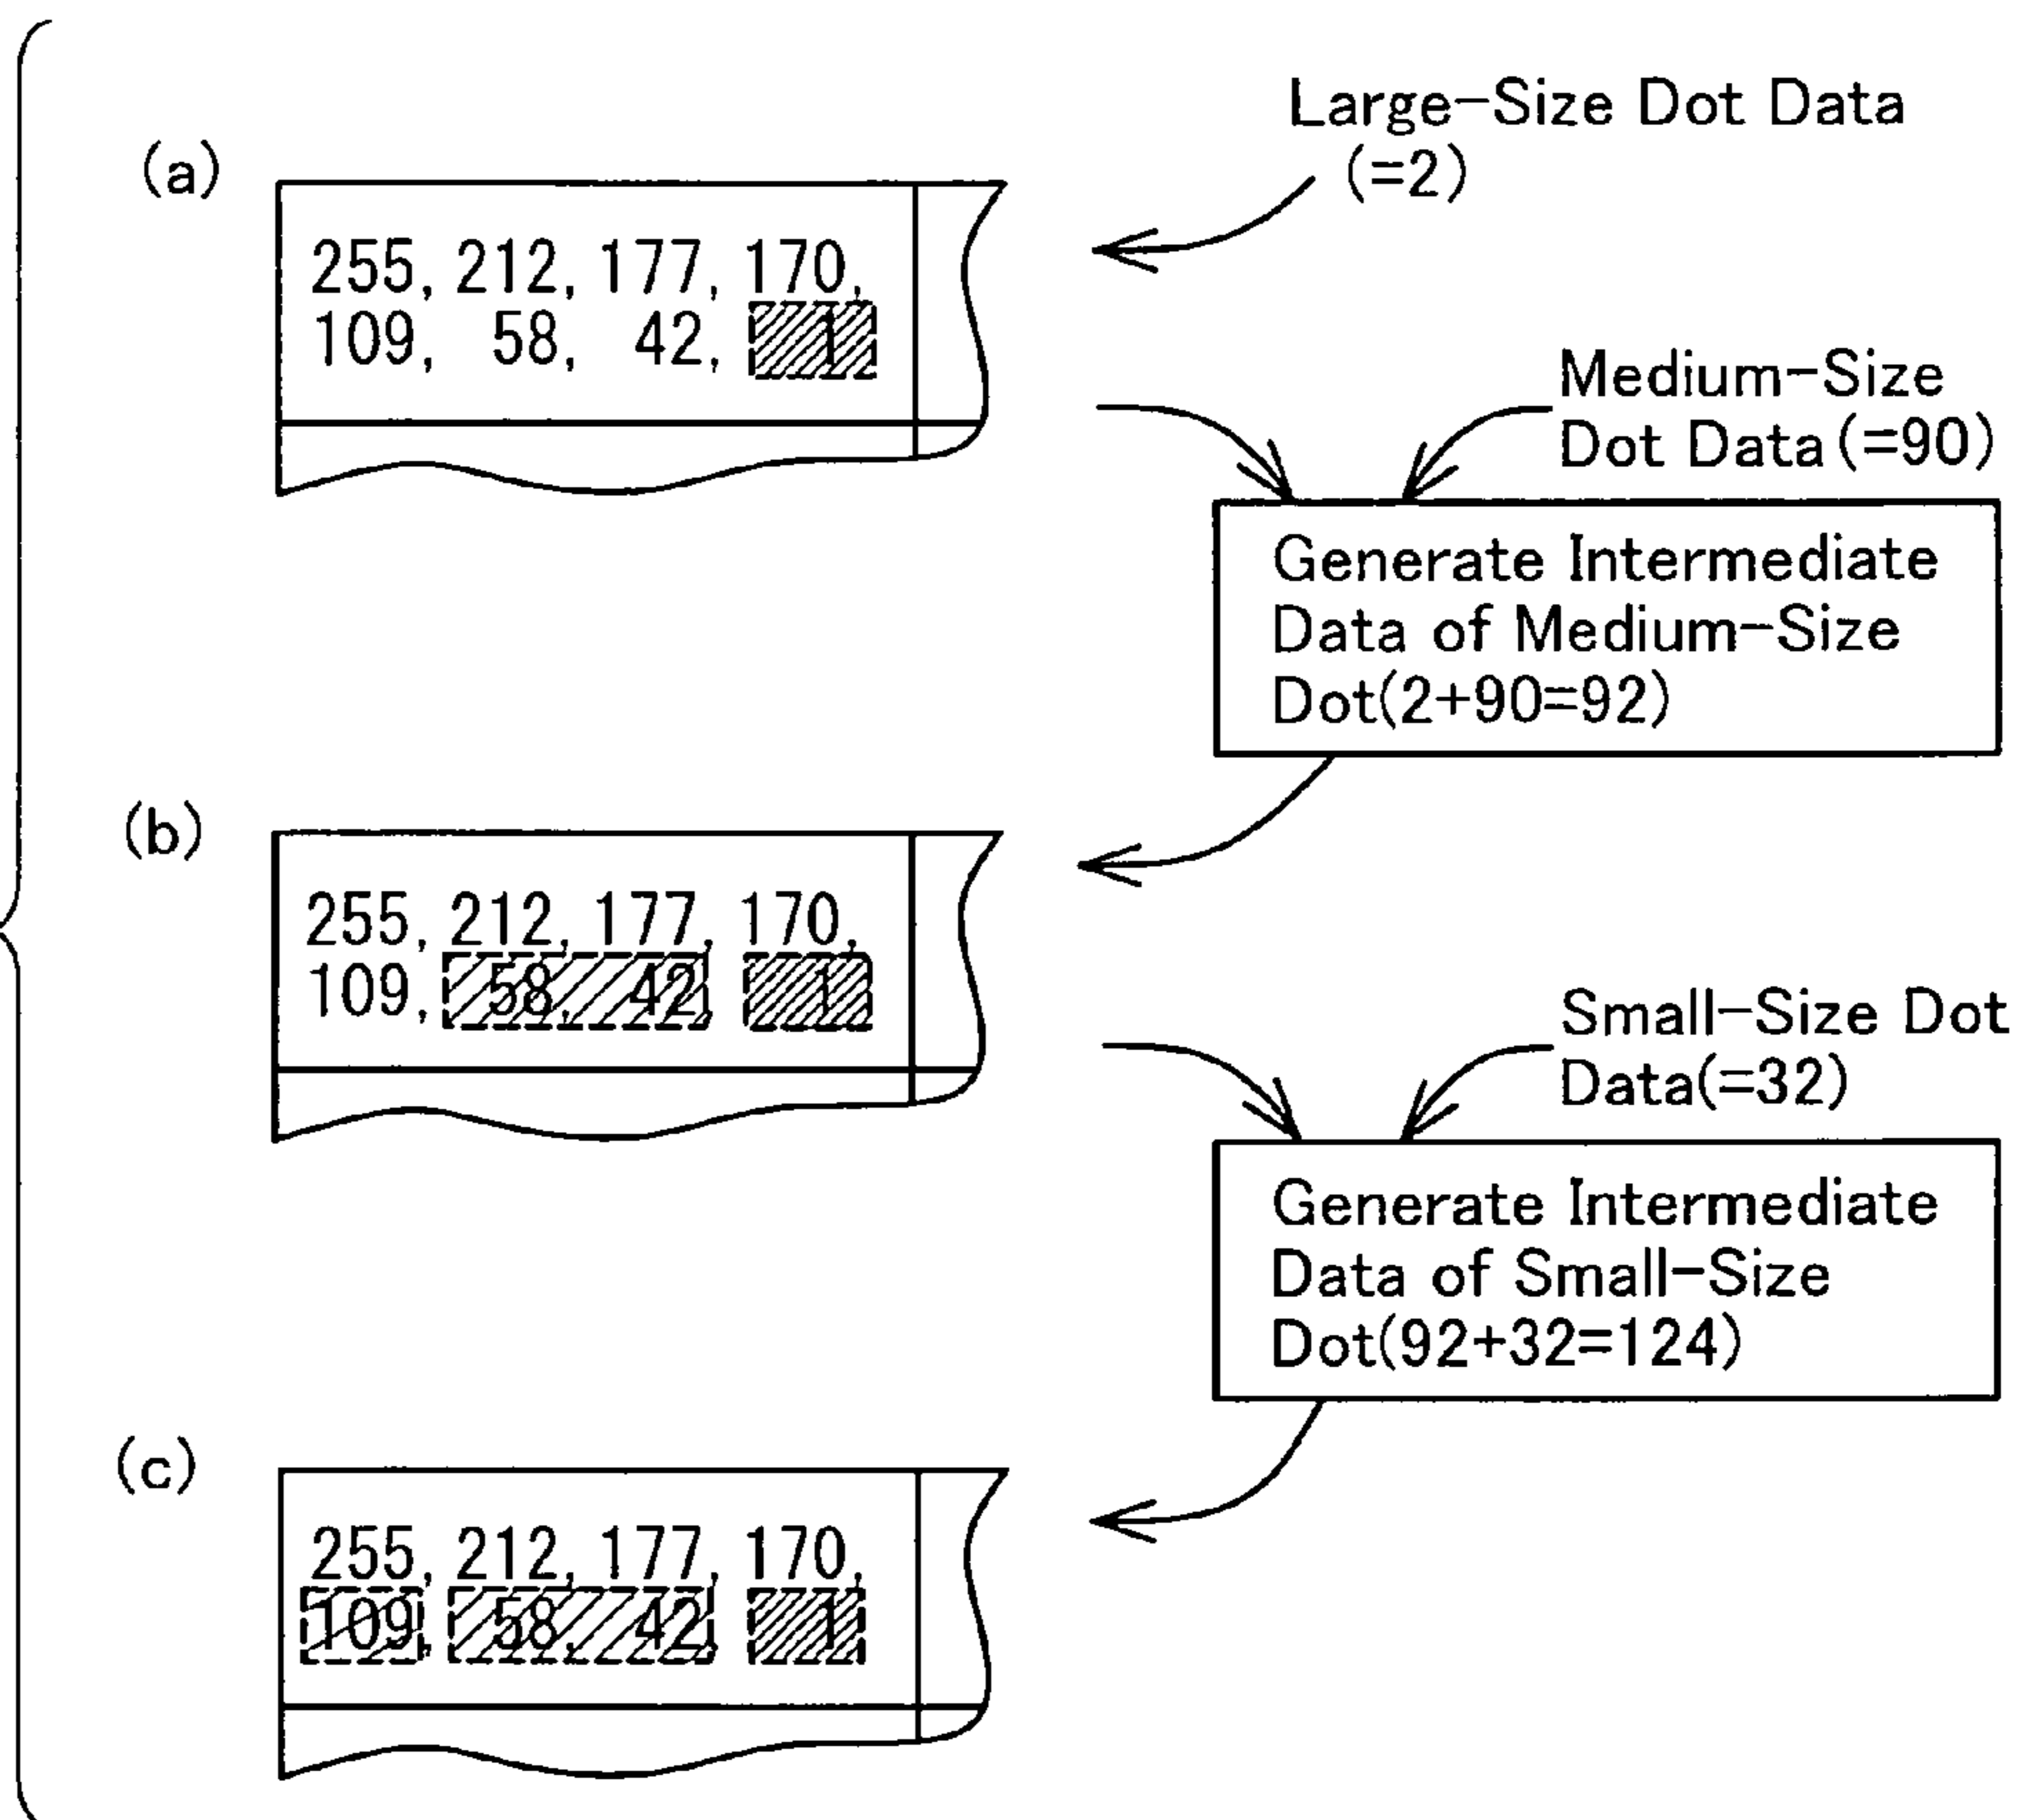 (a)
Large-Size Dot Data
(=2)
255, 212, 177, 170,
109, 58, 42, 1
Medium-Size
Dot Data(=90)
Generate Intermediate
Data of Medium-Size
Dot(2+90=92)
(b)
255, 212, 177, 170,
109, 58, 42, 1
Small-Size Dot
Data(=32)
Generate Intermediate
Data of Small-Size
Dot(92+32=124)
(c)
255, 212, 177, 170,
109, 58, 42, 1